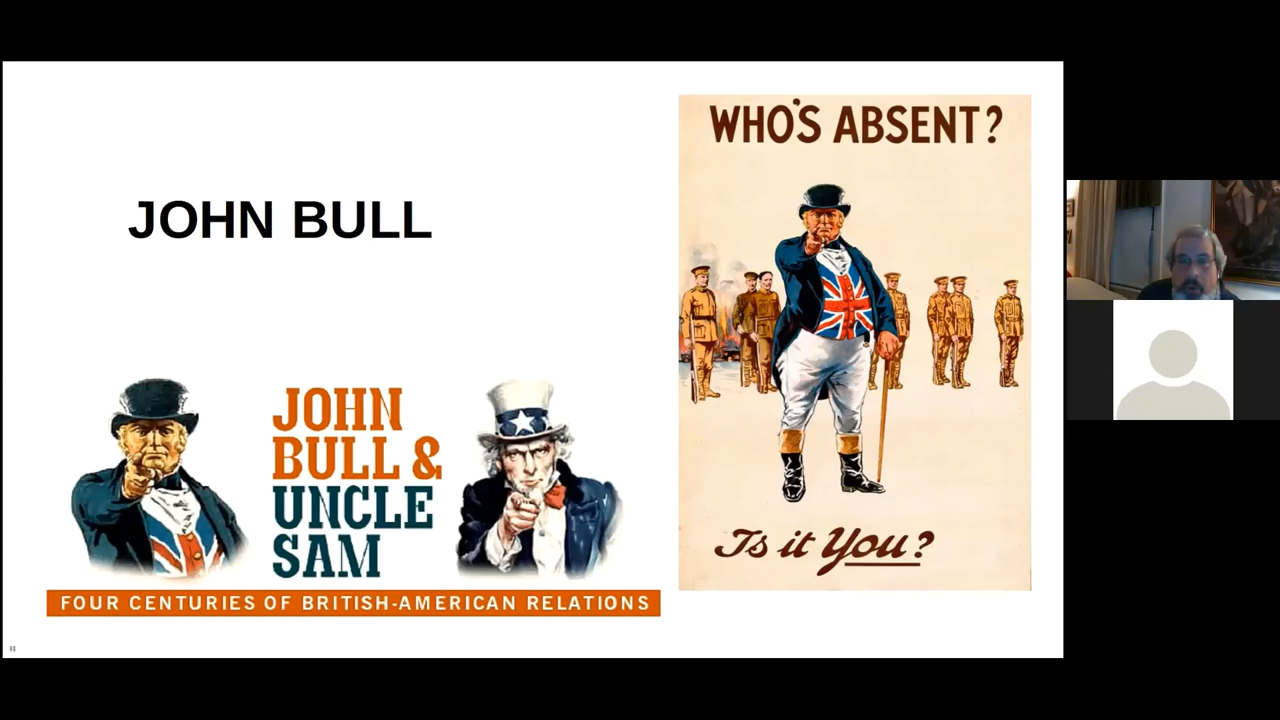 JOHN BULL
JOHN
BULL &
UNCLE
SAM
FOUR CENTURIES OF BRITISH-AMERICAN RELATIONS
WHO'S ABSENT?
Is it You?